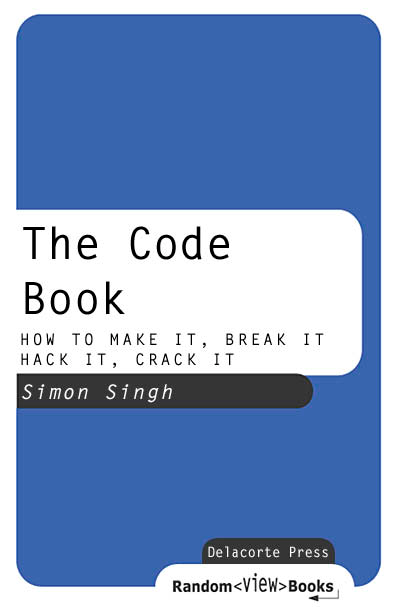 The Code
Book
HOW TO MAKE IT, BREAK IT
HACK IT, CRACK IT
Simon Singh
Delacorte Press
Random<view>Books